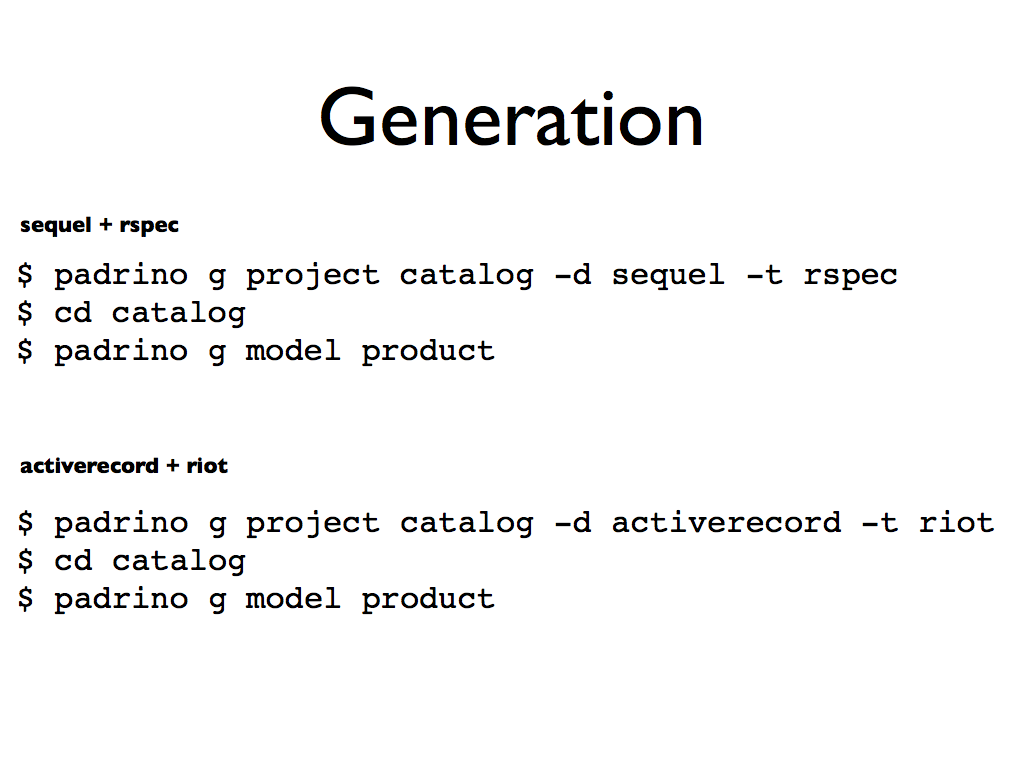 Generation
sequel + rspec
$ padrino g project catalog -d sequel -t rspec
$ cd catalog
$ padrino g model product
activerecord + riot
$ padrino g project catalog -d activerecord -t riot
$ cd catalog
$ padrino g model product